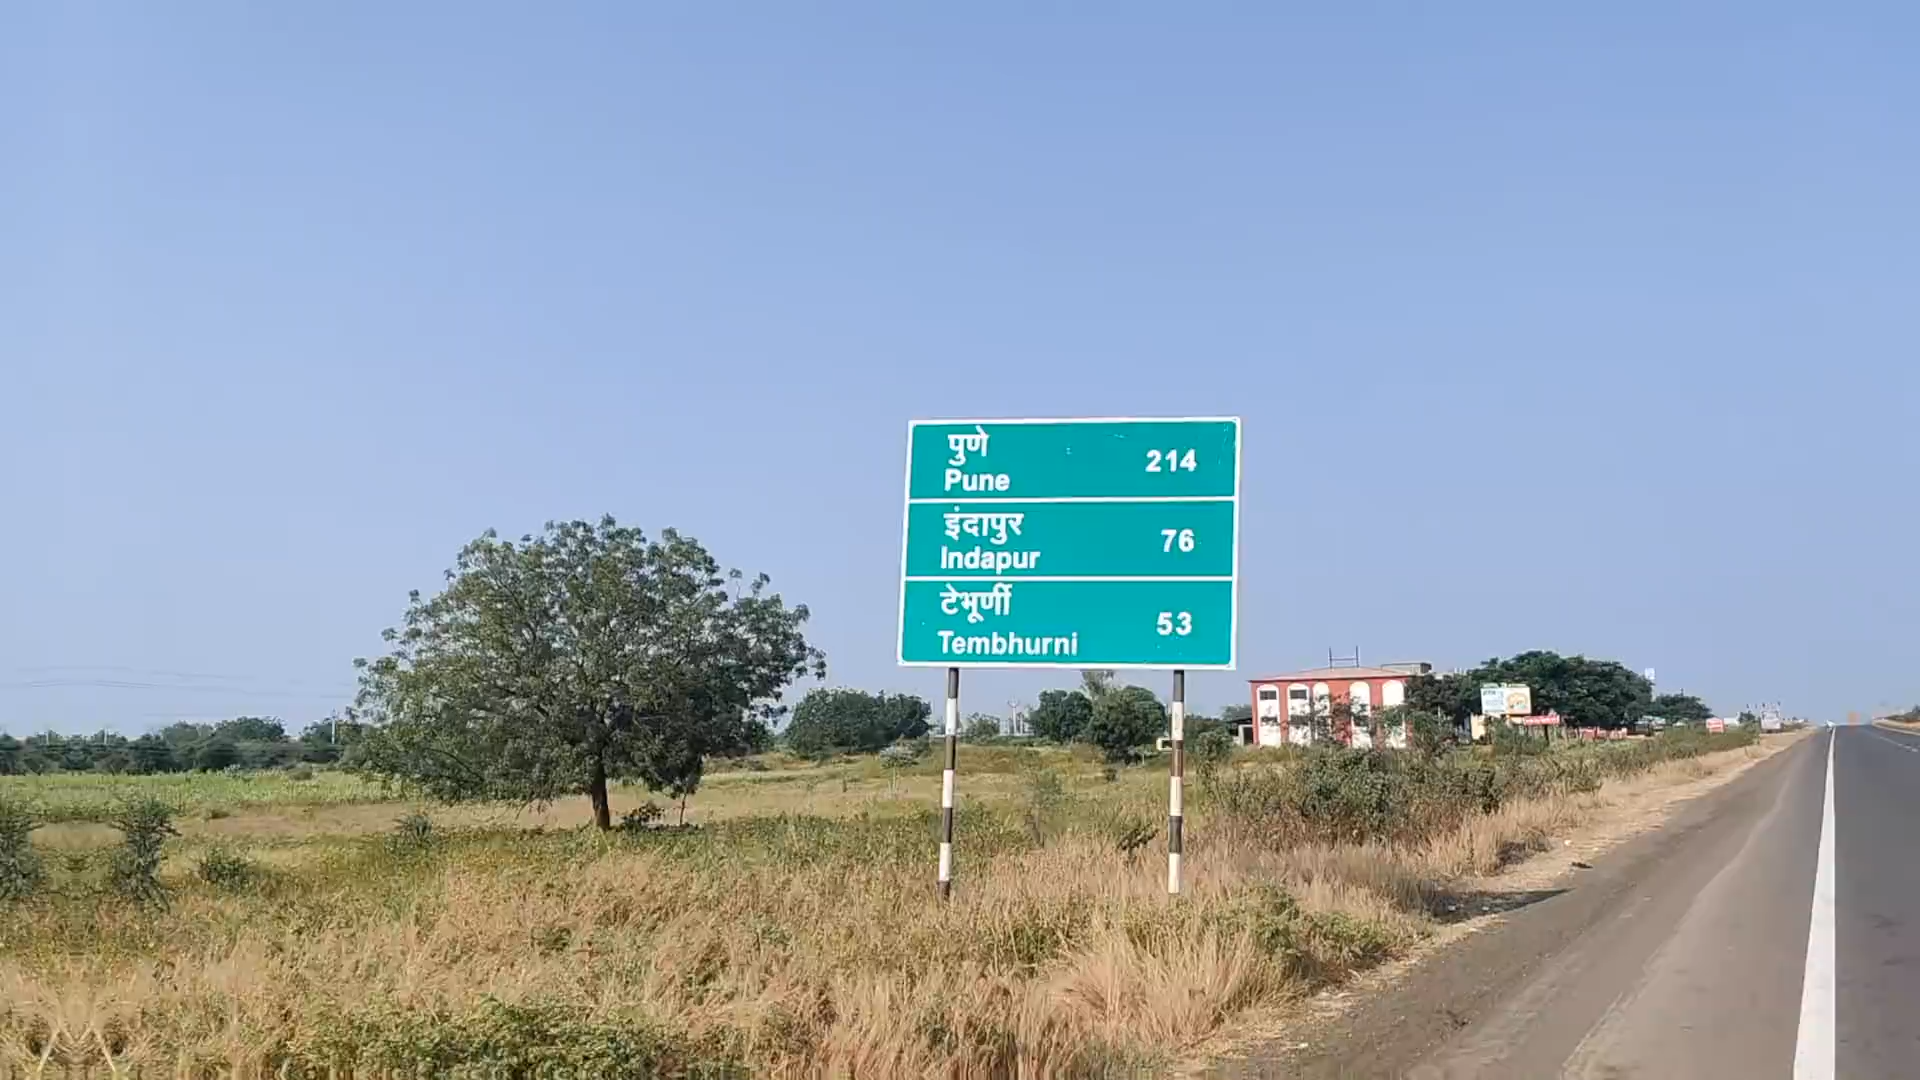 पुणे
Pune 214
इंदापुर
Indapur 76
टेभूर्णी
Tembhurni 53